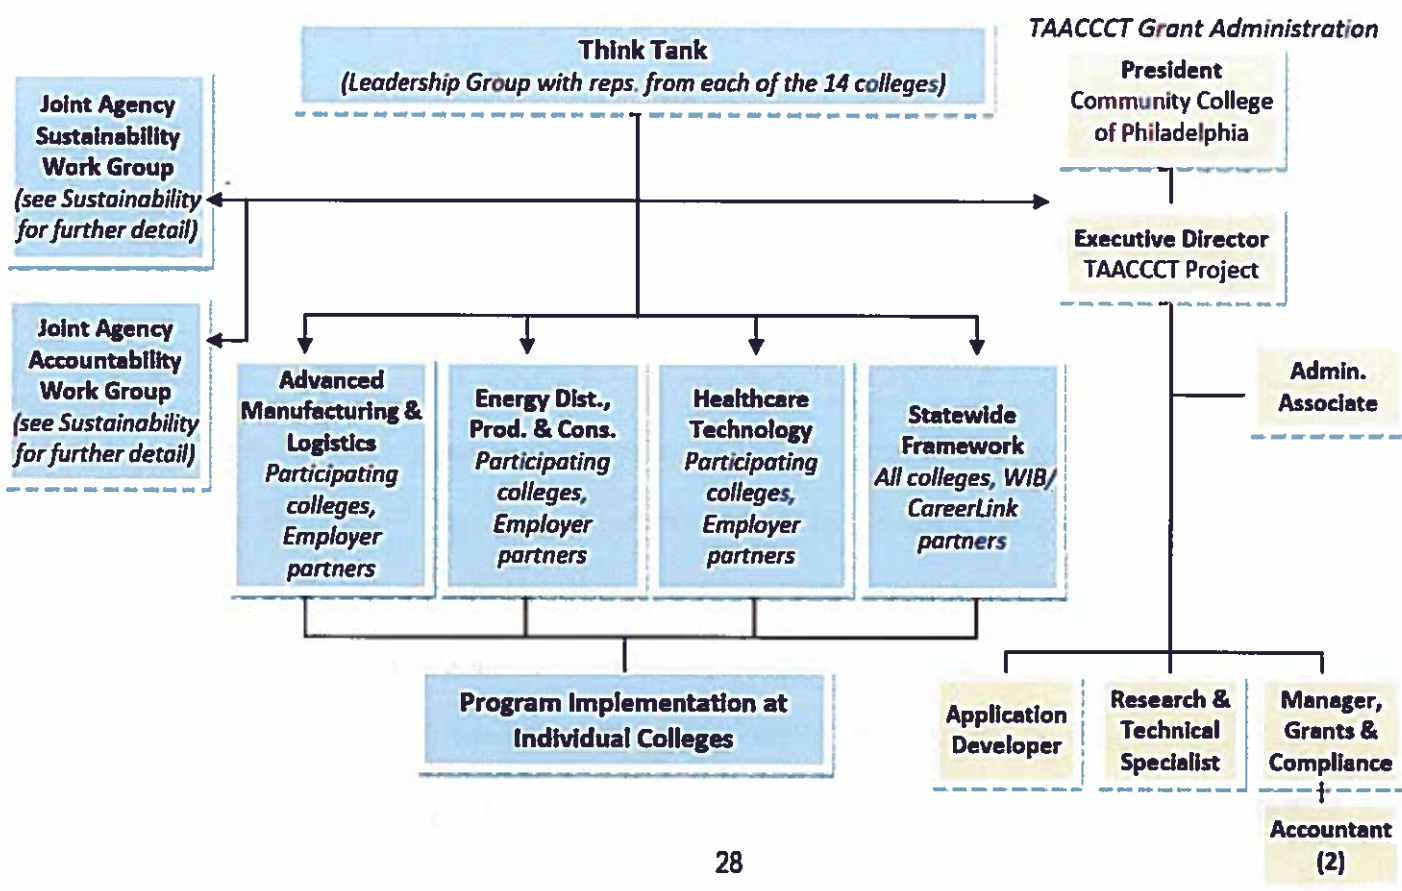 TAACCCT Grant Administration
Think Tank
(Leadership Group with reps. from each of the 14 colleges)
President
Community College
of Philadelphia
Joint Agency
Sustainability
Work Group
(see Sustainability
for further detail)
Executive Director
TAACCCT Project
Joint Agency
Accountability
Work Group
(see Sustainability
for further detail)
Advanced
Manufacturing &
Logistics
Participating
colleges,
Employer
partners
Energy Dist.,
Prod. & Cons.
Participating
colleges,
Employer
partners
Healthcare
Technology
Participating
colleges,
Employer
partners
Statewide
Framework
All colleges, WIB/
CareerLink
partners
Admin.
Associate
Program Implementation at
Individual Colleges
Application
Developer
Research &
Technical
Specialist
Manager,
Grants &
Compliance
Accountant
(2)
28